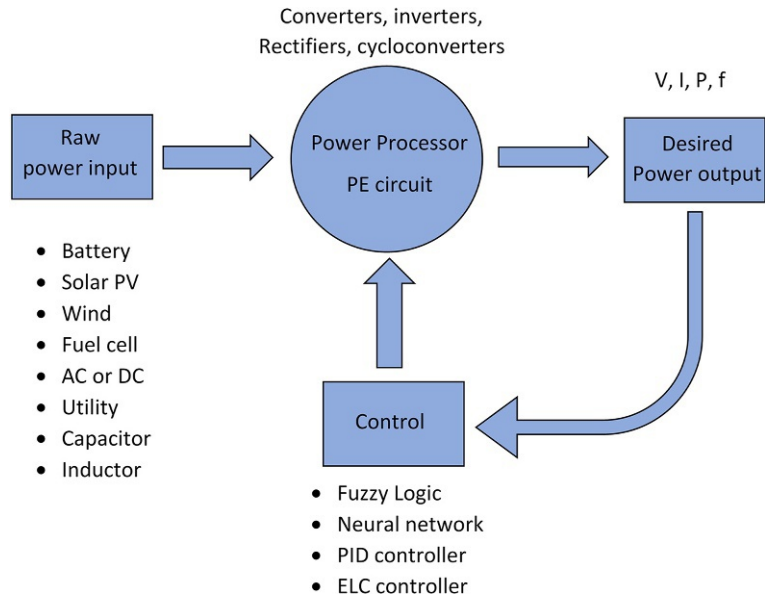 Converters, inverters,
Rectifiers, cycloconverters
V, I, P, f
Raw
power input
Power Processor
PE circuit
Desired
Power output
• Battery
• Solar PV
• Wind
• Fuel cell
• AC or DC
• Utility
• Capacitor
• Inductor
Control
• Fuzzy Logic
• Neural network
• PID controller
• ELC controller